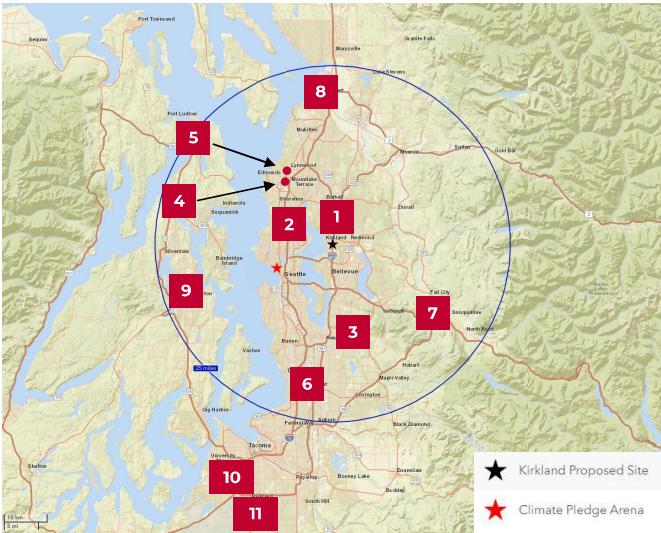 Port Townsend
Sequim
Marysville
Granite Falls
Lake Stevens
8
Port Ludlow
Mukilteo
5
Monroe
Sultan
Gold Bar
Lynnwood
Edmonds
Mountlake
Terrace
4
Bothell
Shoreline
Indianola
Duvall
Suquamish
2
1
Kirkland
Redmond
Silverdale
Bainbridge
Island
Seattle
Bellevue
9
Fall City
7
Snoqualmie
Issaquah
North Bend
3
Burien
Vashon
Hobart
25 miles
6
Maple Valley
Covington
Gig Harbor
Auburn
Federal Way
Black Diamond
Tacoma
University
Shelton
10
Puyallup
Bonney Lake
Enumclaw
Buckley
South Hill
11
10 km
5 mi
Kirkland Proposed Site
Climate Pledge Arena